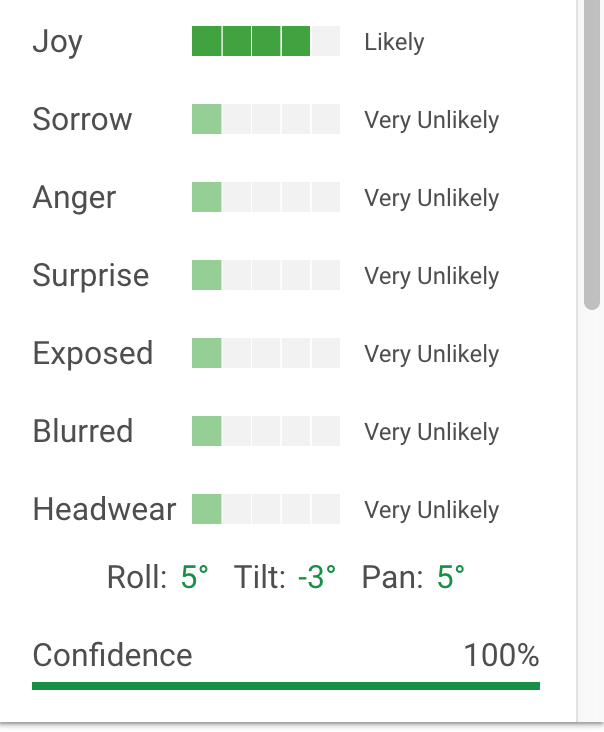 Joy Likely
Sorrow Very Unlikely
Anger Very Unlikely
Surprise Very Unlikely
Exposed Very Unlikely
Blurred Very Unlikely
Headwear Very Unlikely
Roll: 5° Tilt: -3° Pan: 5°
Confidence 100%